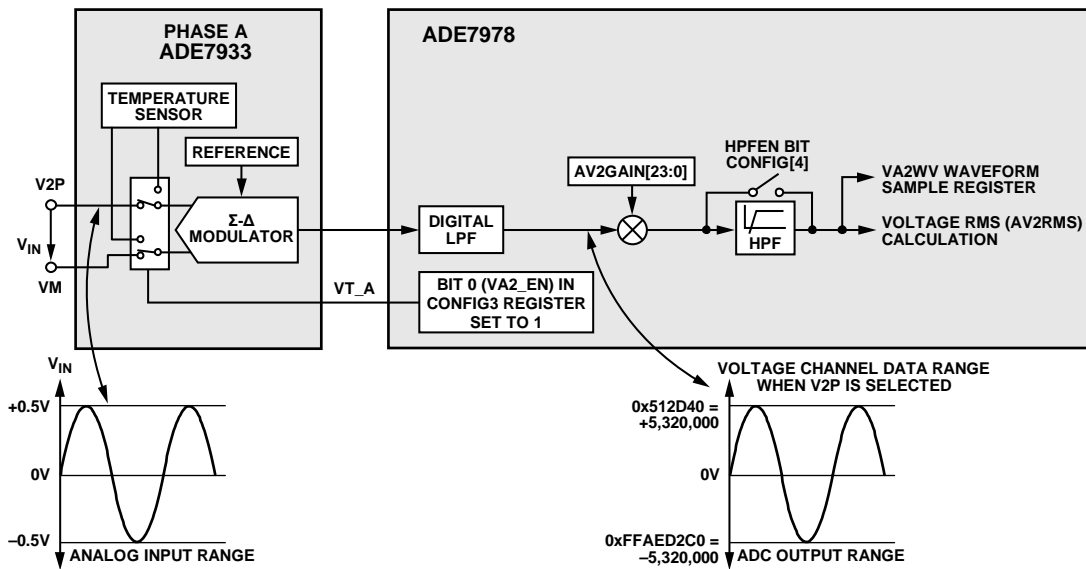 PHASE A
ADE7933
TEMPERATURE
SENSOR
REFERENCE
V2P
VIN
VM
Σ-Δ
MODULATOR
VT_A
ADE7978
DIGITAL
LPF
AV2GAIN[23:0]
HPFEN BIT
CONFIG[4]
HPF
VA2WV WAVEFORM
SAMPLE REGISTER
VOLTAGE RMS (AV2RMS)
CALCULATION
BIT 0 (VA2_EN) IN
CONFIG3 REGISTER
SET TO 1
VIN
+0.5V
0V
–0.5V
ANALOG INPUT RANGE
VOLTAGE CHANNEL DATA RANGE
WHEN V2P IS SELECTED
0x512D40 =
+5,320,000
0V
0xFFAED2C0 =
–5,320,000
ADC OUTPUT RANGE